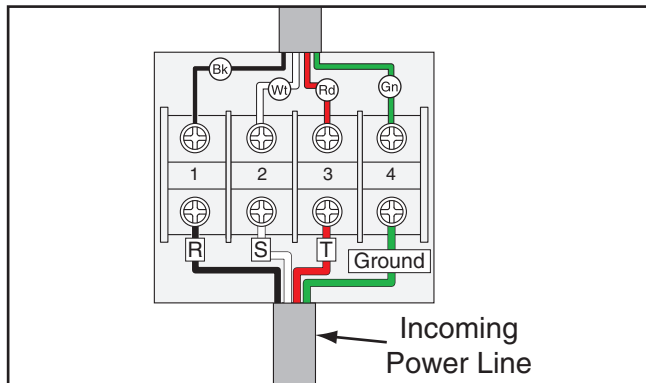 Bk
Wt
Rd
Gn
1 2 3 4
R S T Ground
Incoming
Power Line